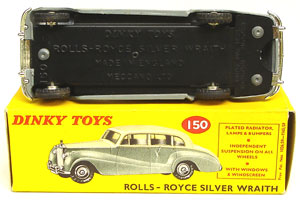 DINKY TOYS
ROLLS-ROYCE SILVER WRAITH
MADE IN ENGLAND
MECCANO LTD
150
DINKY TOYS
150
PLATED RADIATOR,
LAMPS & BUMPERS
INDEPENDENT
SUSPENSION ON ALL
WHEELS
WITH WINDOWS
& WINDSCREEN
ROLLS - ROYCE SILVER WRAITH